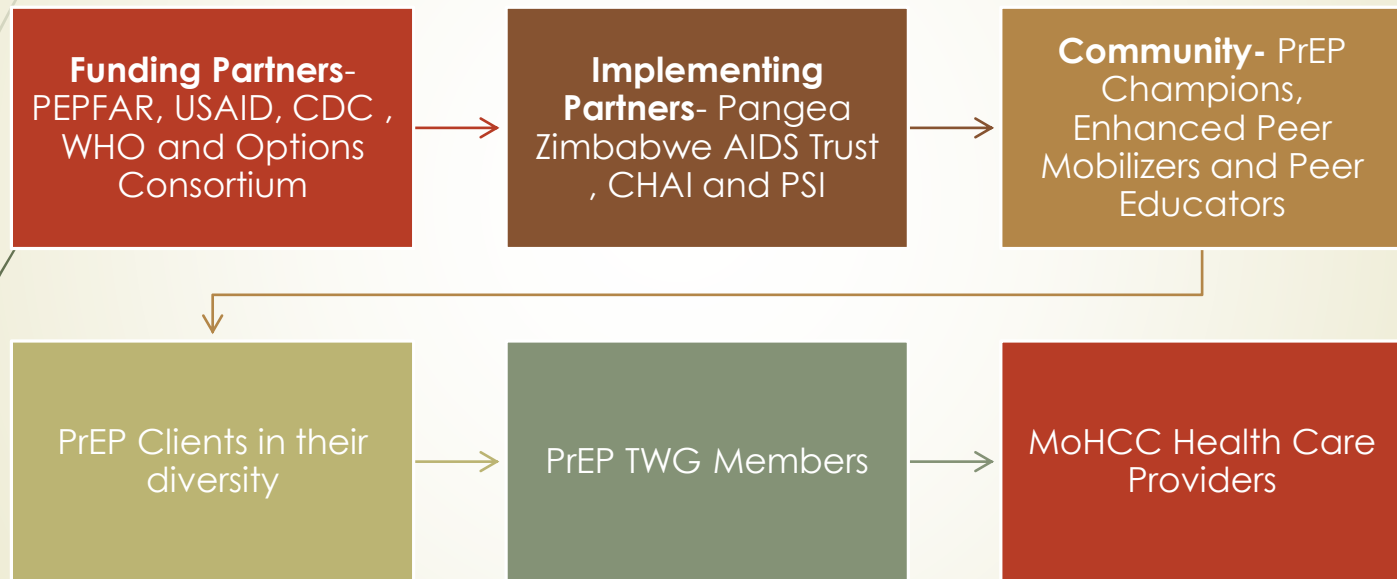 Funding Partners-
PEPFAR, USAID, CDC ,
WHO and Options
Consortium
Implementing
Partners- Pangea
Zimbabwe AIDS Trust
, CHAI and PSI
Community- PrEP
Champions,
Enhanced Peer
Mobilizers and Peer
Educators
PrEP Clients in their
diversity
PrEP TWG Members
MoHCC Health Care
Providers